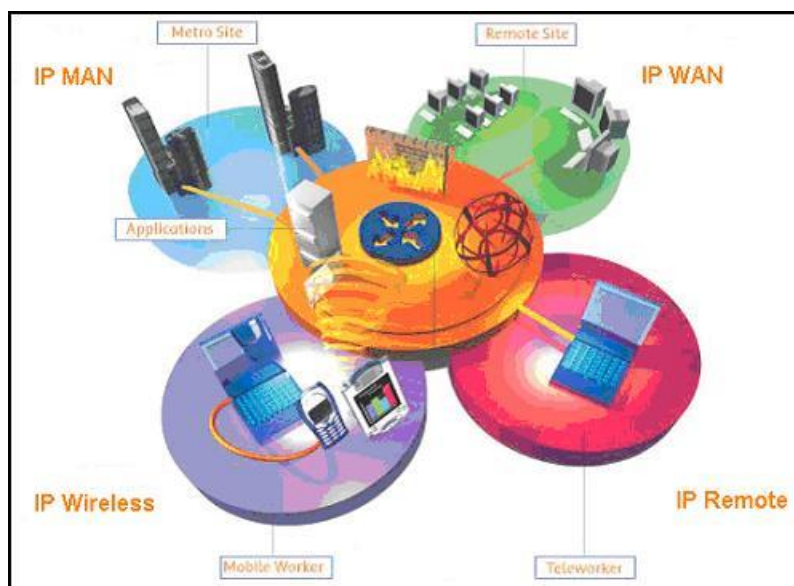 Metro Site
Remote Site
IP MAN
IP WAN
Applications
IP Wireless
IP Remote
Mobile Worker
Teleworker